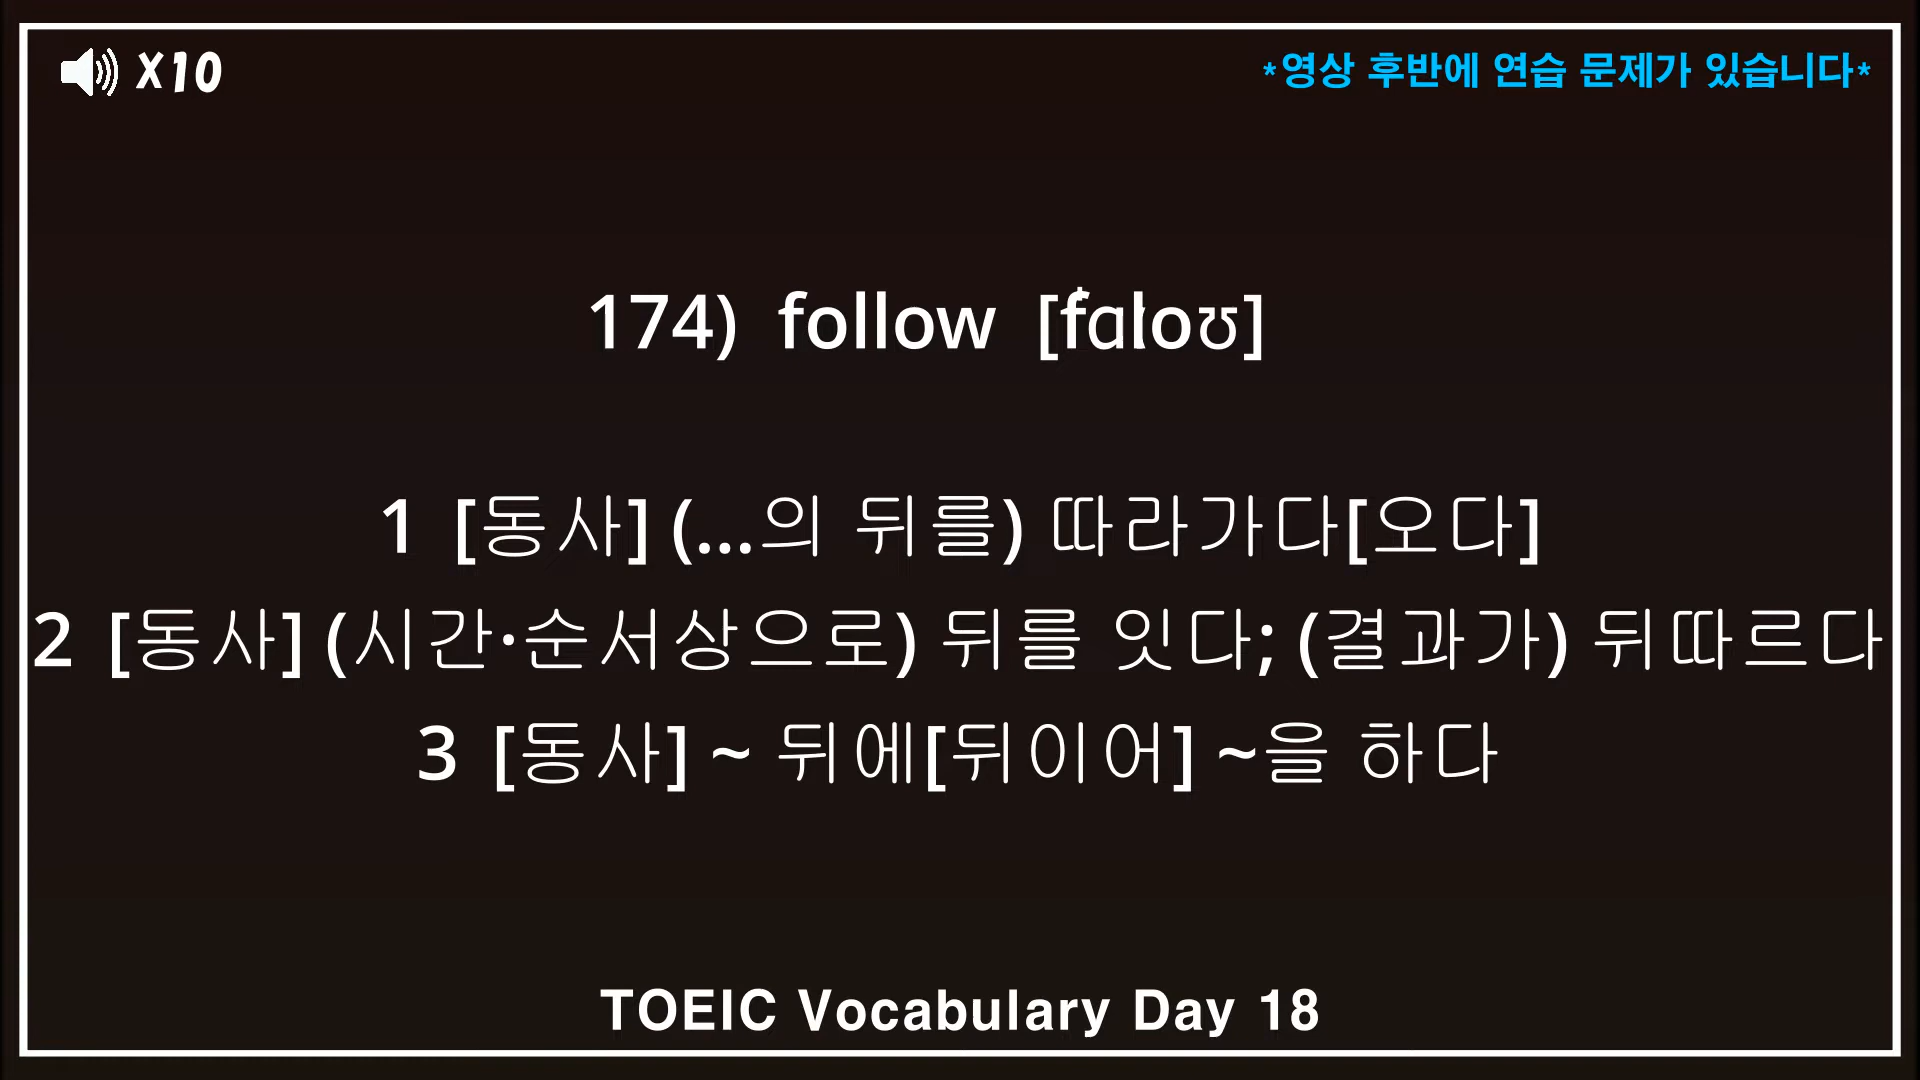 X10
*영상 후반에 연습 문제가 있습니다*
174) follow [fɑloʊ]
1 [동사] (...의 뒤를) 따라가다[오다]
2 [동사] (시간·순서상으로) 뒤를 잇다; (결과가) 뒤따르다
3 [동사] ~ 뒤에[뒤이어] ~을 하다
TOEIC Vocabulary Day 18